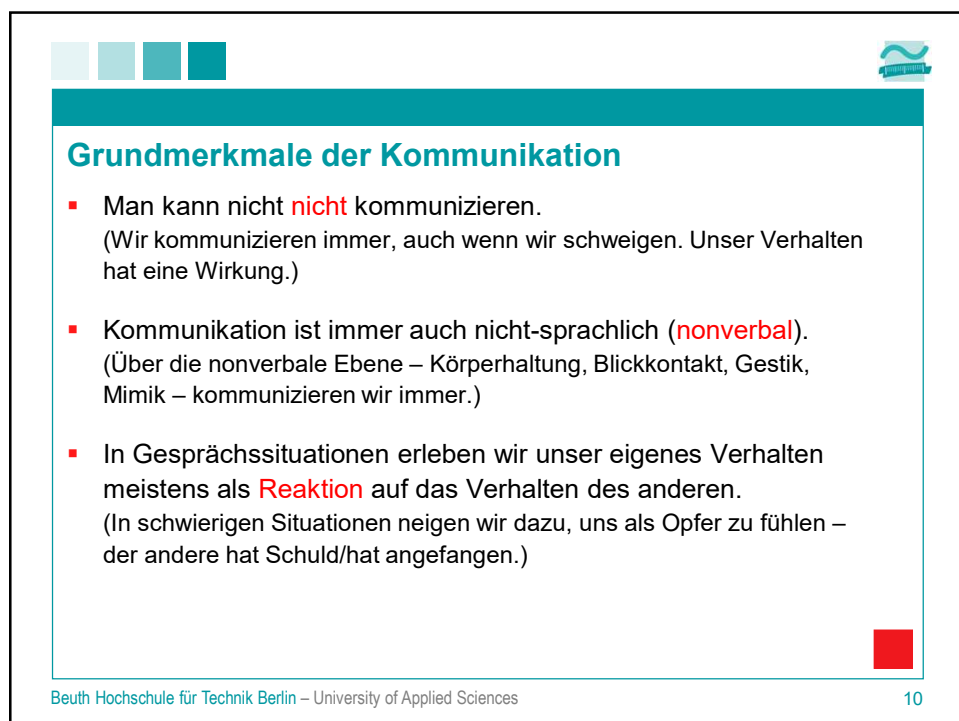 Grundmerkmale der Kommunikation
▪ Man kann nicht nicht kommunizieren.
(Wir kommunizieren immer, auch wenn wir schweigen. Unser Verhalten
hat eine Wirkung.)
▪ Kommunikation ist immer auch nicht-sprachlich (nonverbal).
(Über die nonverbale Ebene – Körperhaltung, Blickkontakt, Gestik,
Mimik – kommunizieren wir immer.)
▪ In Gesprächssituationen erleben wir unser eigenes Verhalten
meistens als Reaktion auf das Verhalten des anderen.
(In schwierigen Situationen neigen wir dazu, uns als Opfer zu fühlen –
der andere hat Schuld/hat angefangen.)
Beuth Hochschule für Technik Berlin – University of Applied Sciences
10